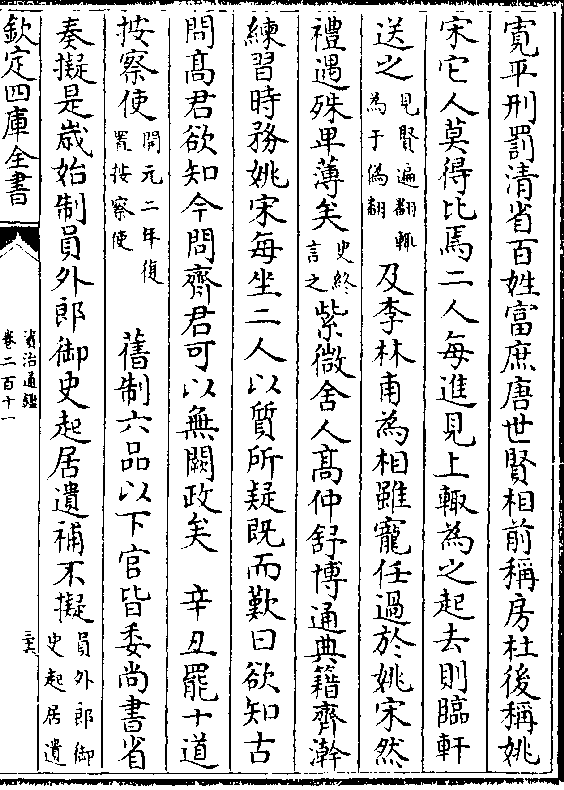 寛平刑罰清省百姓富庶唐世賢相前稱房杜後稱姚
宋它人莫得比焉二人每進見上輒為之起去則臨軒
送之見賢遍翻輒為于偽翻及李林甫為相雖寵任過於姚宋然
禮遇殊卑薄矣史終言之紫微舍人高仲舒博通典籍齊澣
練習時務姚宋每坐二人以質所疑既而歎曰欲知古
問高君欲知今問齊君可以無闕政矣 辛丑罷十道
按察使開元二年復置按察使 舊制六品以下官皆委尚書省
奏擬是歲始制員外郎御史起居遺補不擬員外郎御史起居遺
欽定四庫全書
資治通鑑
卷二百十一